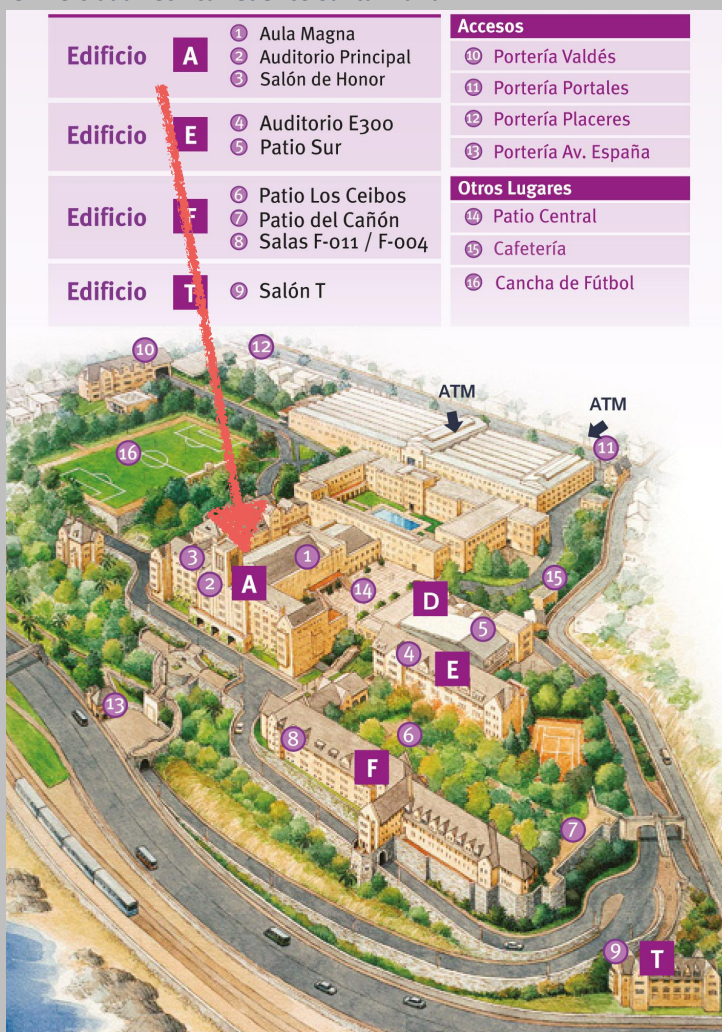 Edificio A
1 Aula Magna
2 Auditorio Principal
3 Salón de Honor
Edificio E
4 Auditorio E300
5 Patio Sur
Edificio F
6 Patio Los Ceibos
7 Patio del Cañón
8 Salas F-011 / F-004
Edificio T
9 Salón T
Accesos
10 Portería Valdés
11 Portería Portales
12 Portería Placeres
13 Portería Av. España
Otros Lugares
14 Patio Central
15 Cafetería
16 Cancha de Fútbol
10
12
ATM
ATM
16
11
3
1
2
A
14
15
D
5
4
E
13
8
6
F
7
9
T